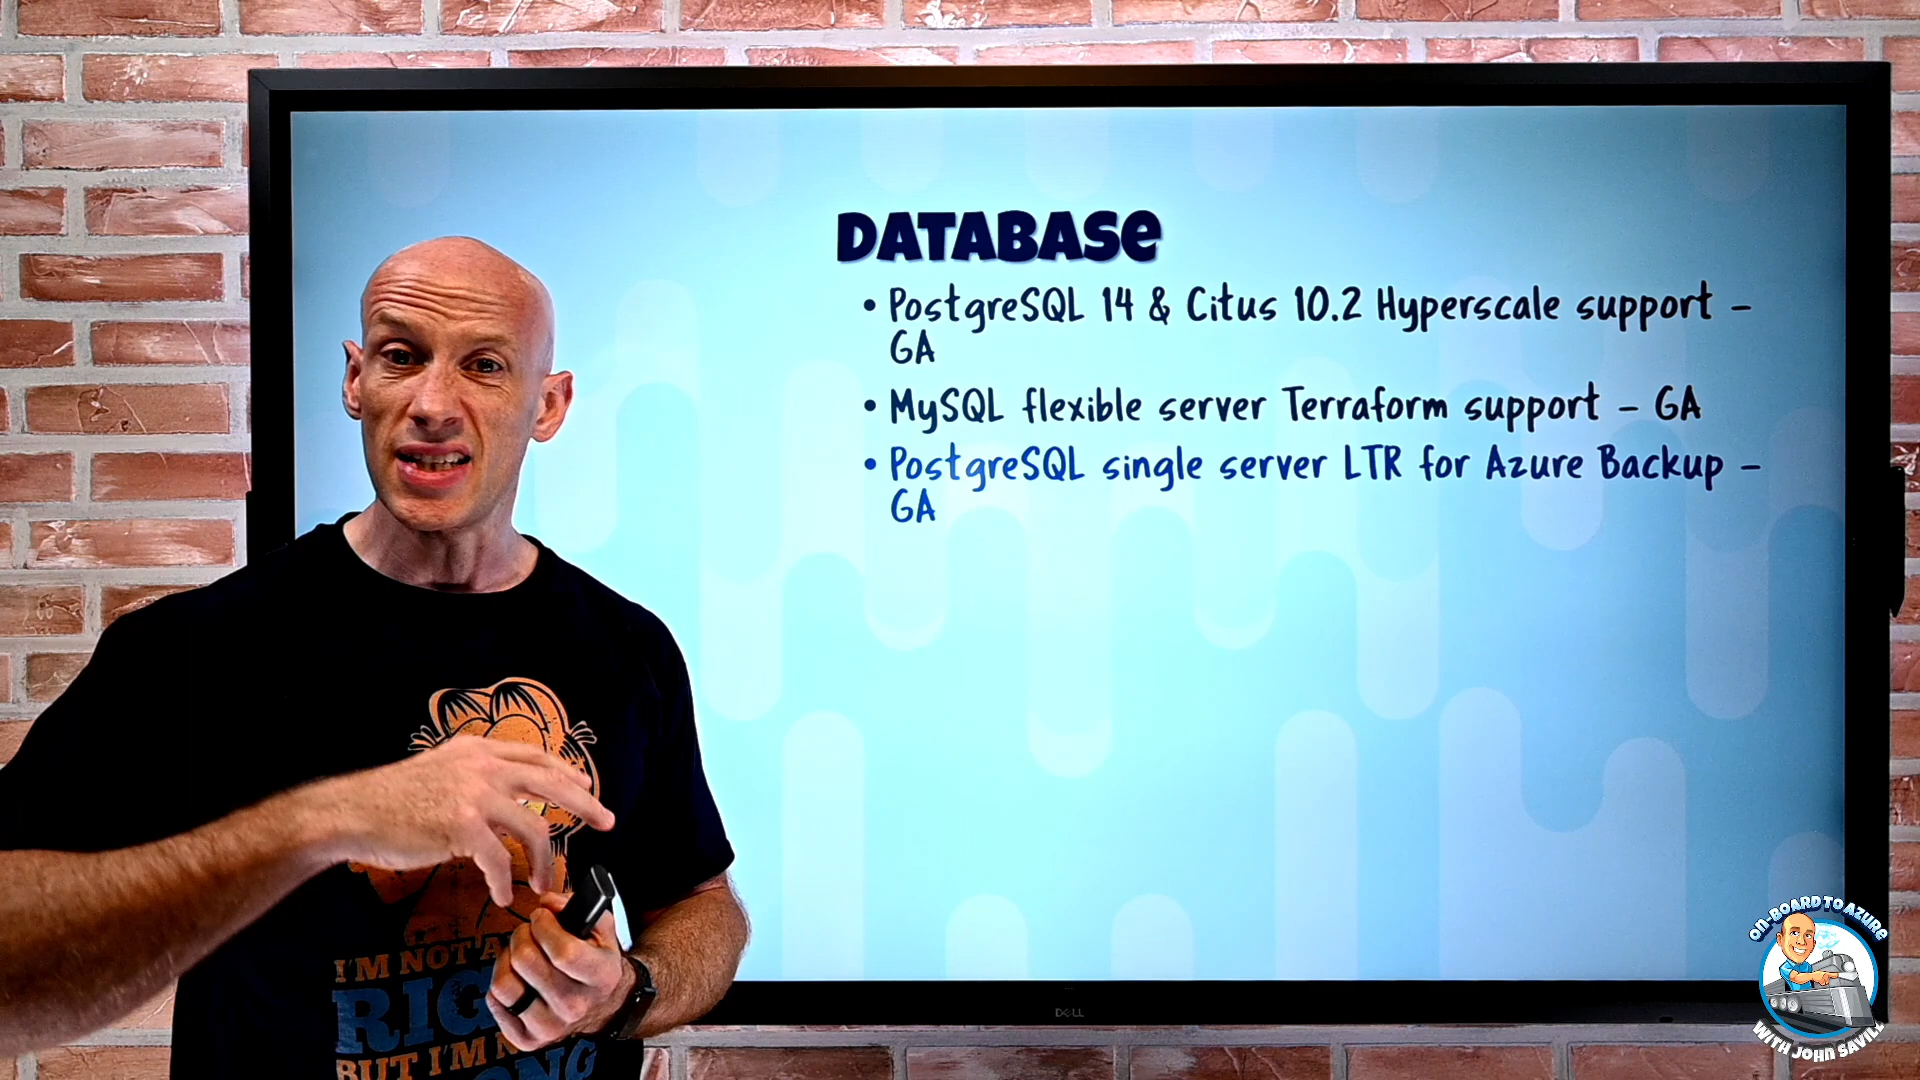 DATABASE
• PostgreSQL 14 & Citus 10.2 Hyperscale support –
GA
• MySQL flexible server Terraform support – GA
• PostgreSQL single server LTR for Azure Backup –
GA
I'M NOT A
RIG
BUT I'M N
ONG
DELL
ON-BOARD TO AZURE
WITH JOHN SAVILL